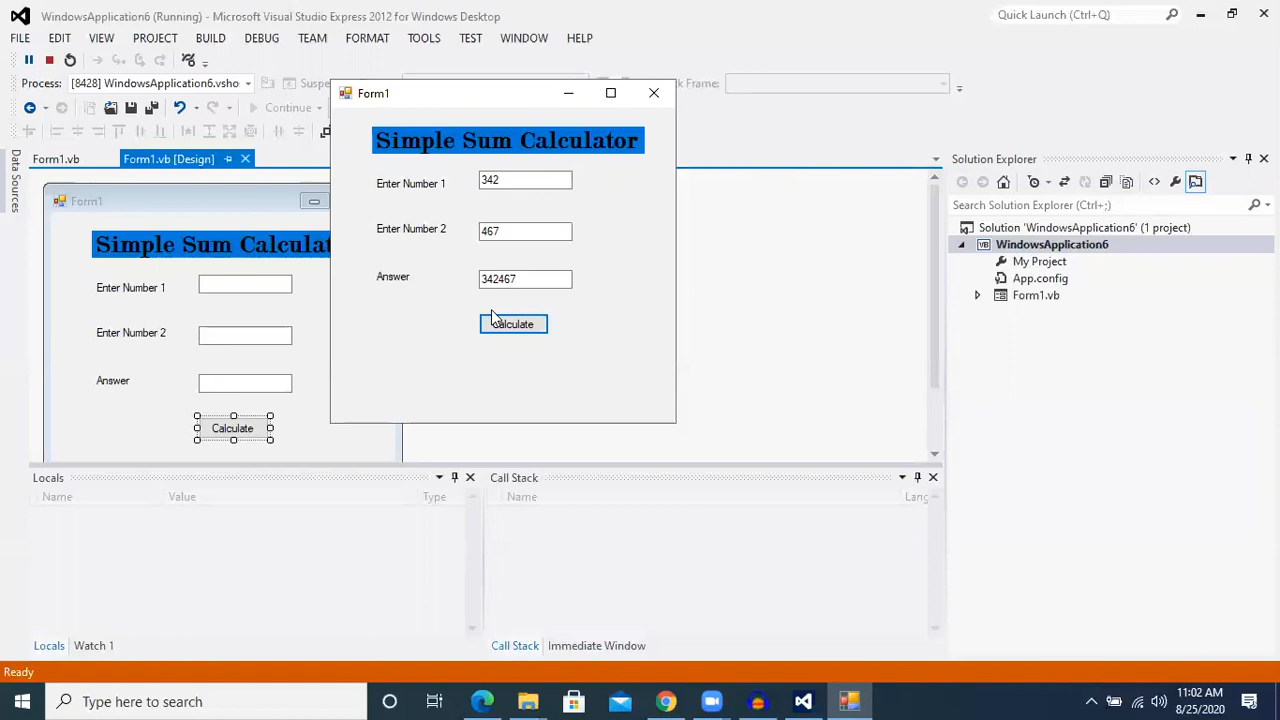 WindowsApplication6 (Running) - Microsoft Visual Studio Express 2012 for Windows Desktop
Quick Launch (Ctrl+Q)
FILE EDIT VIEW PROJECT BUILD DEBUG TEAM FORMAT TOOLS TEST WINDOW HELP
Process: [8428] WindowsApplication6.vsho
Frame:
Continue
Form1
Form1.vb
Form1.vb [Design]
Data Sources
Form1
Simple Sum Calculat
Enter Number 1
Enter Number 2
Answer
Calculate
Simple Sum Calculator
Enter Number 1 342
Enter Number 2 467
Answer 342467
Solution Explorer
Search Solution Explorer (Ctrl+;)
Solution 'WindowsApplication6' (1 project)
VB WindowsApplication6
My Project
App.config
Form1.vb
Locals
Name Value Type
Call Stack
Name Lang
Locals Watch 1
Call Stack Immediate Window
Ready
Type here to search
11:02 AM
8/25/2020